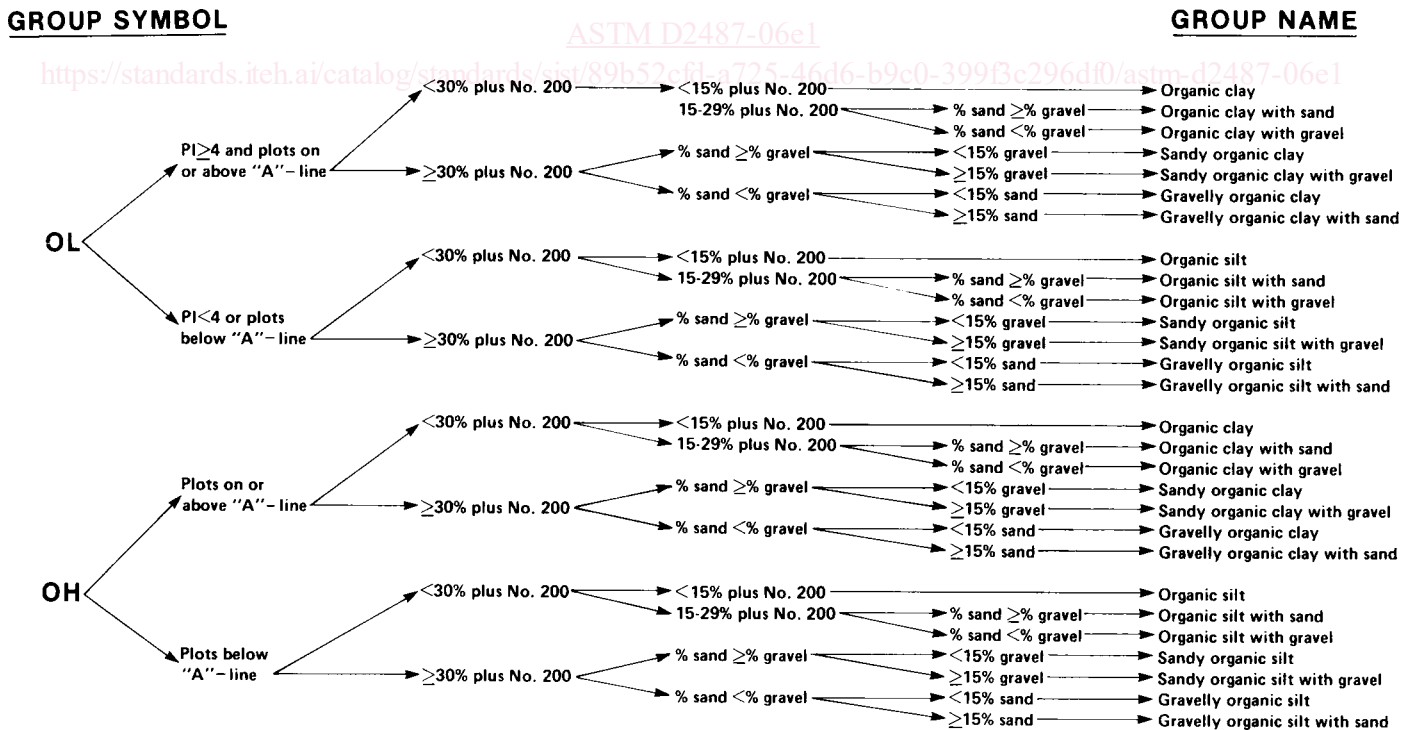 GROUP SYMBOL
GROUP NAME
ASTM D2487-06e1
https://standards.iteh.ai/catalog/standards/sist/89b52cfd-a725-46d6-b9c0-399f3c296df0/astm-d2487-06e1
OL
PI≥4 and plots on
or above "A"-line
<30% plus No. 200
<15% plus No. 200
Organic clay
15-29% plus No. 200
% sand ≥% gravel
Organic clay with sand
% sand <% gravel
Organic clay with gravel
≥30% plus No. 200
% sand ≥% gravel
<15% gravel
Sandy organic clay
≥15% gravel
Sandy organic clay with gravel
% sand <% gravel
<15% sand
Gravelly organic clay
≥15% sand
Gravelly organic clay with sand
PI<4 or plots
below "A"-line
<30% plus No. 200
<15% plus No. 200
Organic silt
15-29% plus No. 200
% sand ≥% gravel
Organic silt with sand
% sand <% gravel
Organic silt with gravel
≥30% plus No. 200
% sand ≥% gravel
<15% gravel
Sandy organic silt
≥15% gravel
Sandy organic silt with gravel
% sand <% gravel
<15% sand
Gravelly organic silt
≥15% sand
Gravelly organic silt with sand
OH
Plots on or
above "A"-line
<30% plus No. 200
<15% plus No. 200
Organic clay
15-29% plus No. 200
% sand ≥% gravel
Organic clay with sand
% sand <% gravel
Organic clay with gravel
≥30% plus No. 200
% sand ≥% gravel
<15% gravel
Sandy organic clay
≥15% gravel
Sandy organic clay with gravel
% sand <% gravel
<15% sand
Gravelly organic clay
≥15% sand
Gravelly organic clay with sand
Plots below
"A"-line
<30% plus No. 200
<15% plus No. 200
Organic silt
15-29% plus No. 200
% sand ≥% gravel
Organic silt with sand
% sand <% gravel
Organic silt with gravel
≥30% plus No. 200
% sand ≥% gravel
<15% gravel
Sandy organic silt
≥15% gravel
Sandy organic silt with gravel
% sand <% gravel
<15% sand
Gravelly organic silt
≥15% sand
Gravelly organic silt with sand